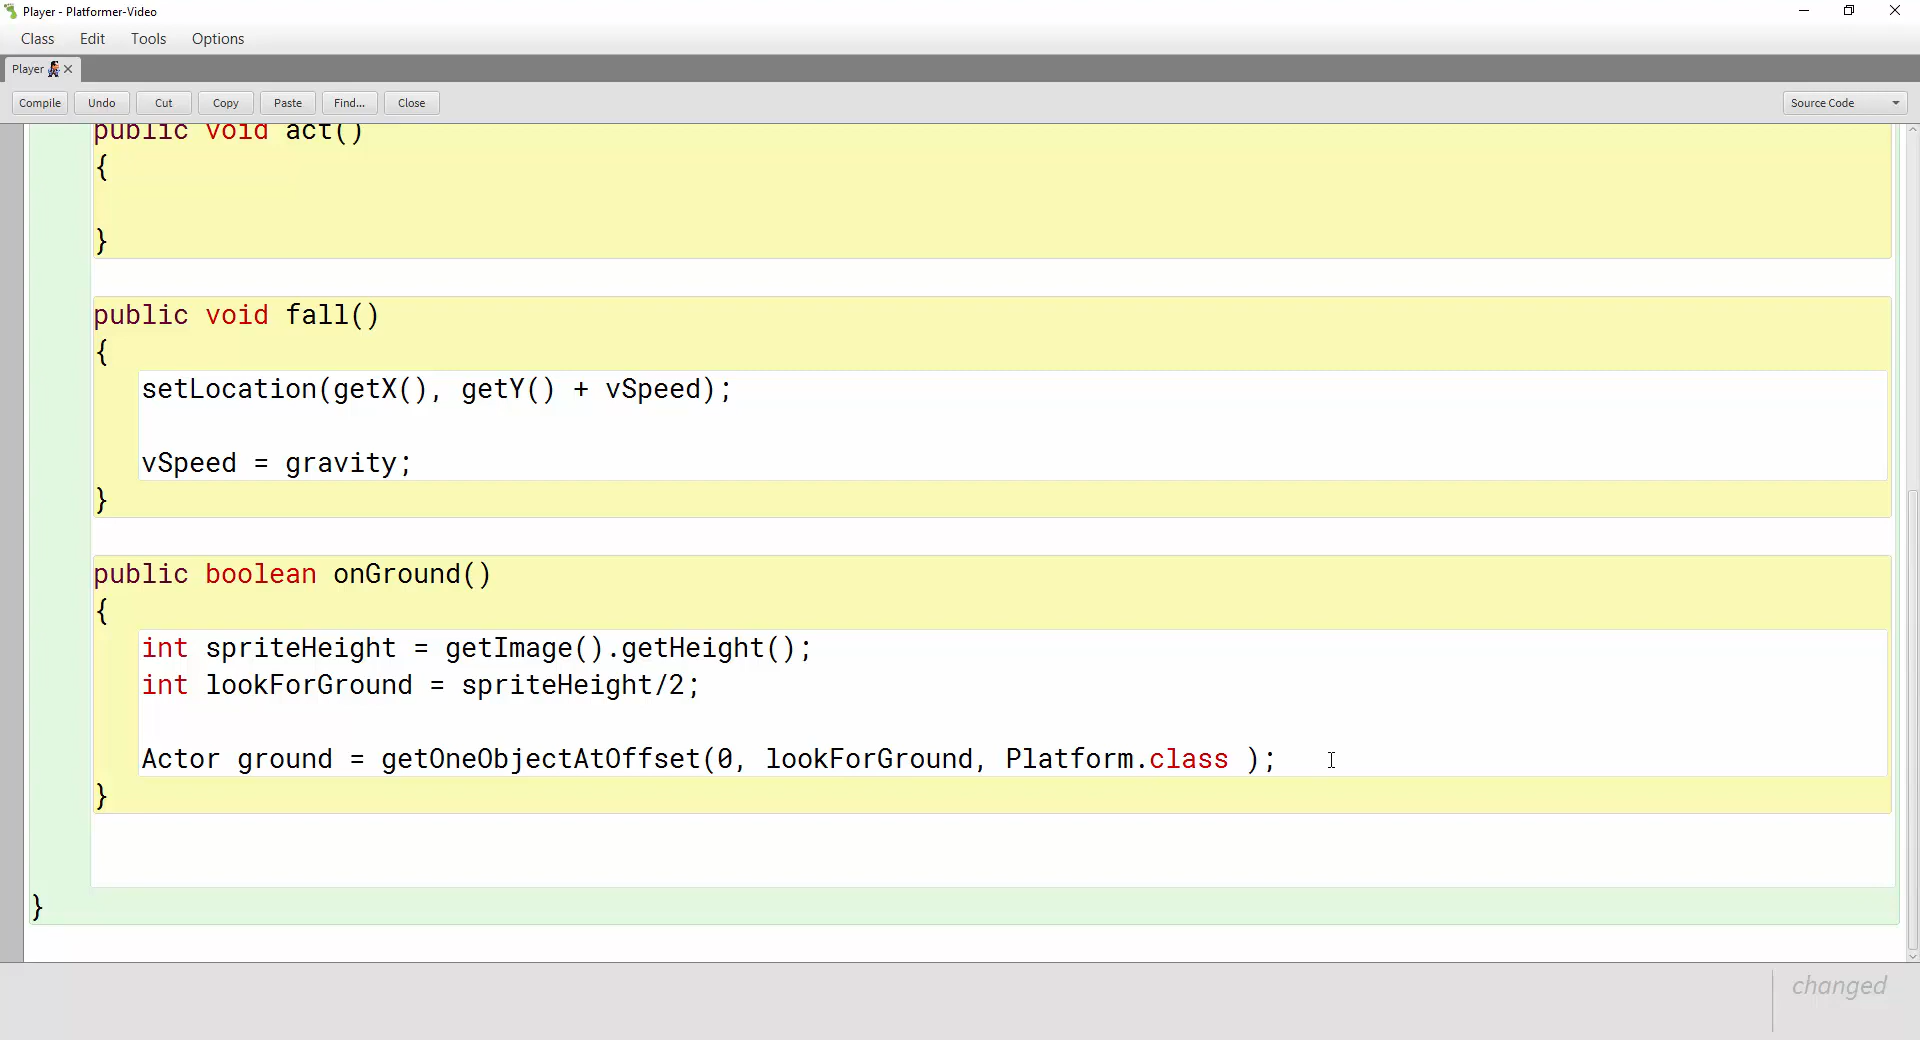 Player - Platformer-Video
Class Edit Tools Options
Player
Compile Undo Cut Copy Paste Find... Close Source Code
public void act()
{
}
public void fall()
{
setLocation(getX(), getY() + vSpeed);
vSpeed = gravity;
}
public boolean onGround()
{
int spriteHeight = getImage().getHeight();
int lookForGround = spriteHeight/2;
Actor ground = getOneObjectAtOffset(0, lookForGround, Platform.class );
}
}
changed